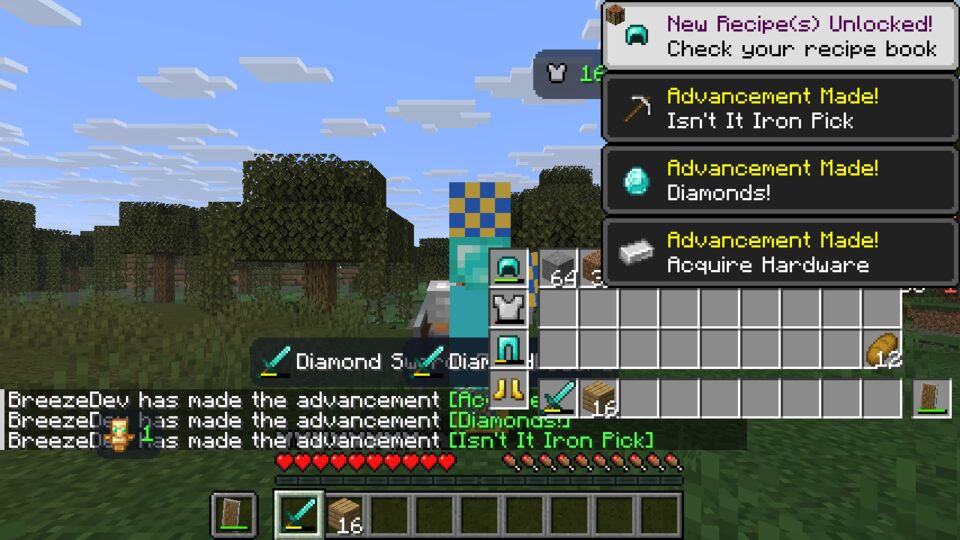 New Recipe(s) Unlocked!
Check your recipe book
16
Advancement Made!
Isn't It Iron Pick
Advancement Made!
Diamonds!
Advancement Made!
Acquire Hardware
64
12
Diamond
16
BreezeDev has made the advancement
BreezeDev has made the advancement [Diamonds!]
has made the advancement [Isn't It Iron Pick]
1
16